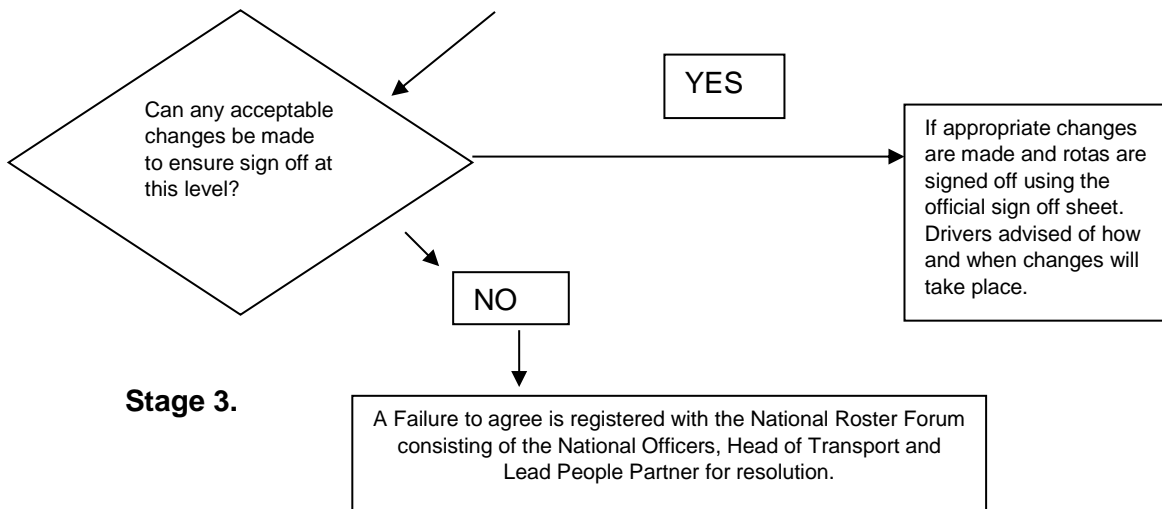 YES
Can any acceptable
changes be made
to ensure sign off at
this level?
If appropriate changes
are made and rotas are
signed off using the
official sign off sheet.
Drivers advised of how
and when changes will
take place.
NO
Stage 3.
A Failure to agree is registered with the National Roster Forum
consisting of the National Officers, Head of Transport and
Lead People Partner for resolution.